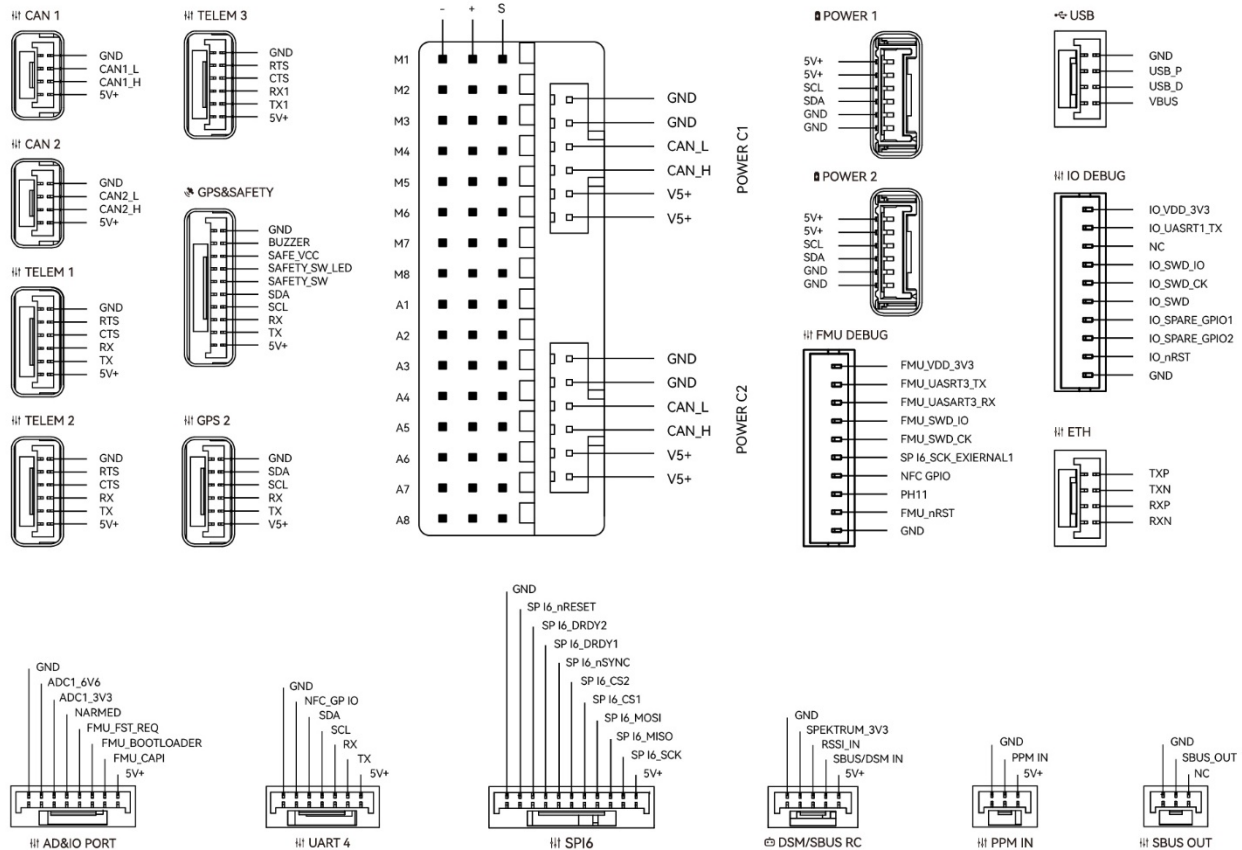 CAN 1
GND
CAN1_L
CAN1_H
5V+
CAN 2
GND
CAN2_L
CAN2_H
5V+
TELEM 1
GND
RTS
CTS
RX
TX
5V+
TELEM 2
GND
RTS
CTS
RX
TX
5V+
TELEM 3
GND
RTS
CTS
RX1
TX1
5V+
GPS&SAFETY
GND
BUZZER
SAFE_VCC
SAFETY_SW_LED
SAFETY_SW
SDA
SCL
RX
TX
5V+
GPS 2
GND
SDA
SCL
RX
TX
V5+
- + S
M1
M2
M3
M4
M5
M6
M7
M8
A1
A2
A3
A4
A5
A6
A7
A8
GND
GND
CAN_L
CAN_H
V5+
V5+
POWER C1
GND
GND
CAN_L
CAN_H
V5+
V5+
POWER C2
POWER 1
5V+
5V+
SCL
SDA
GND
GND
POWER 2
5V+
5V+
SCL
SDA
GND
GND
FMU DEBUG
FMU_VDD_3V3
FMU_UASRT3_TX
FMU_UASART3_RX
FMU_SWD_IO
FMU_SWD_CK
SP I6_SCK_EXIERNAL1
NFC GPIO
PH11
FMU_nRST
GND
USB
GND
USB_P
USB_D
VBUS
IO DEBUG
IO_VDD_3V3
IO_UASRT1_TX
NC
IO_SWD_IO
IO_SWD_CK
IO_SWD
IO_SPARE_GPIO1
IO_SPARE_GPIO2
IO_nRST
GND
ETH
TXP
TXN
RXP
RXN
GND
ADC1_6V6
ADC1_3V3
NARMED
FMU_FST_REQ
FMU_BOOTLOADER
FMU_CAPI
5V+
AD&IO PORT
GND
NFC_GP IO
SDA
SCL
RX
TX
5V+
UART 4
GND
SP I6_nRESET
SP I6_DRDY2
SP I6_DRDY1
SP I6_nSYNC
SP I6_CS2
SP I6_CS1
SP I6_MOSI
SP I6_MISO
SP I6_SCK
5V+
SPI6
GND
SPEKTRUM_3V3
RSSI_IN
SBUS/DSM IN
5V+
DSM/SBUS RC
GND
PPM IN
5V+
PPM IN
GND
SBUS_OUT
NC
SBUS OUT